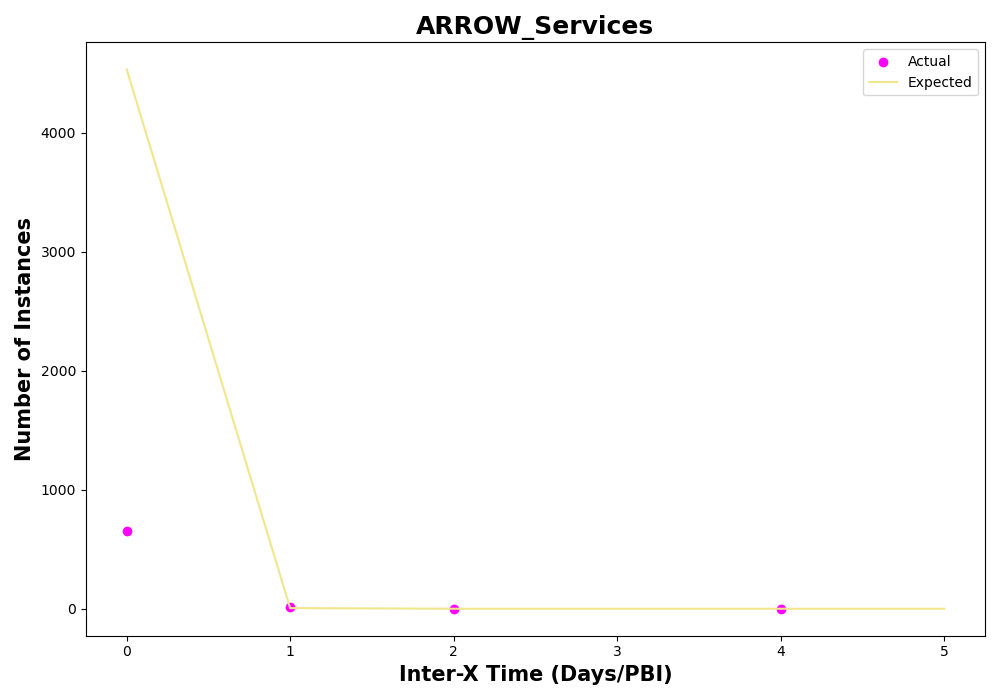 ARROW_Services
Actual
Expected
Number of Instances
4000
3000
2000
1000
0
0 1 2 3 4 5
Inter-X Time (Days/PBI)